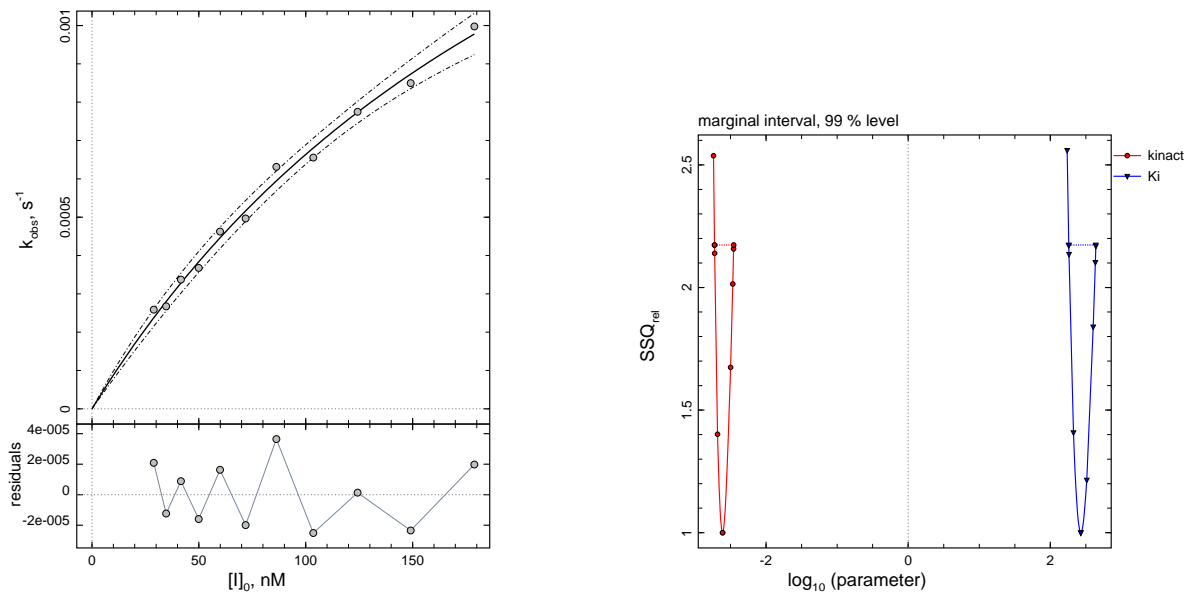 0.001
0.0005
0
k_obs, s^-1
4e-005
2e-005
0
-2e-005
residuals
0 50 100 150
[I]_0, nM
marginal interval, 99 % level
kinact
Ki
2.5
2
1.5
1
SSQ_rel
-2 0 2
log_10 (parameter)